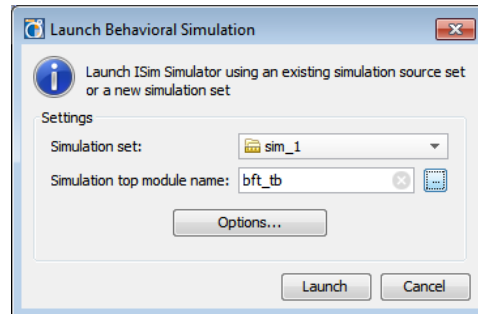 Launch Behavioral Simulation
Launch ISim Simulator using an existing simulation source set
or a new simulation set
Settings
Simulation set: sim_1
Simulation top module name: bft_tb ...
Options...
Launch Cancel